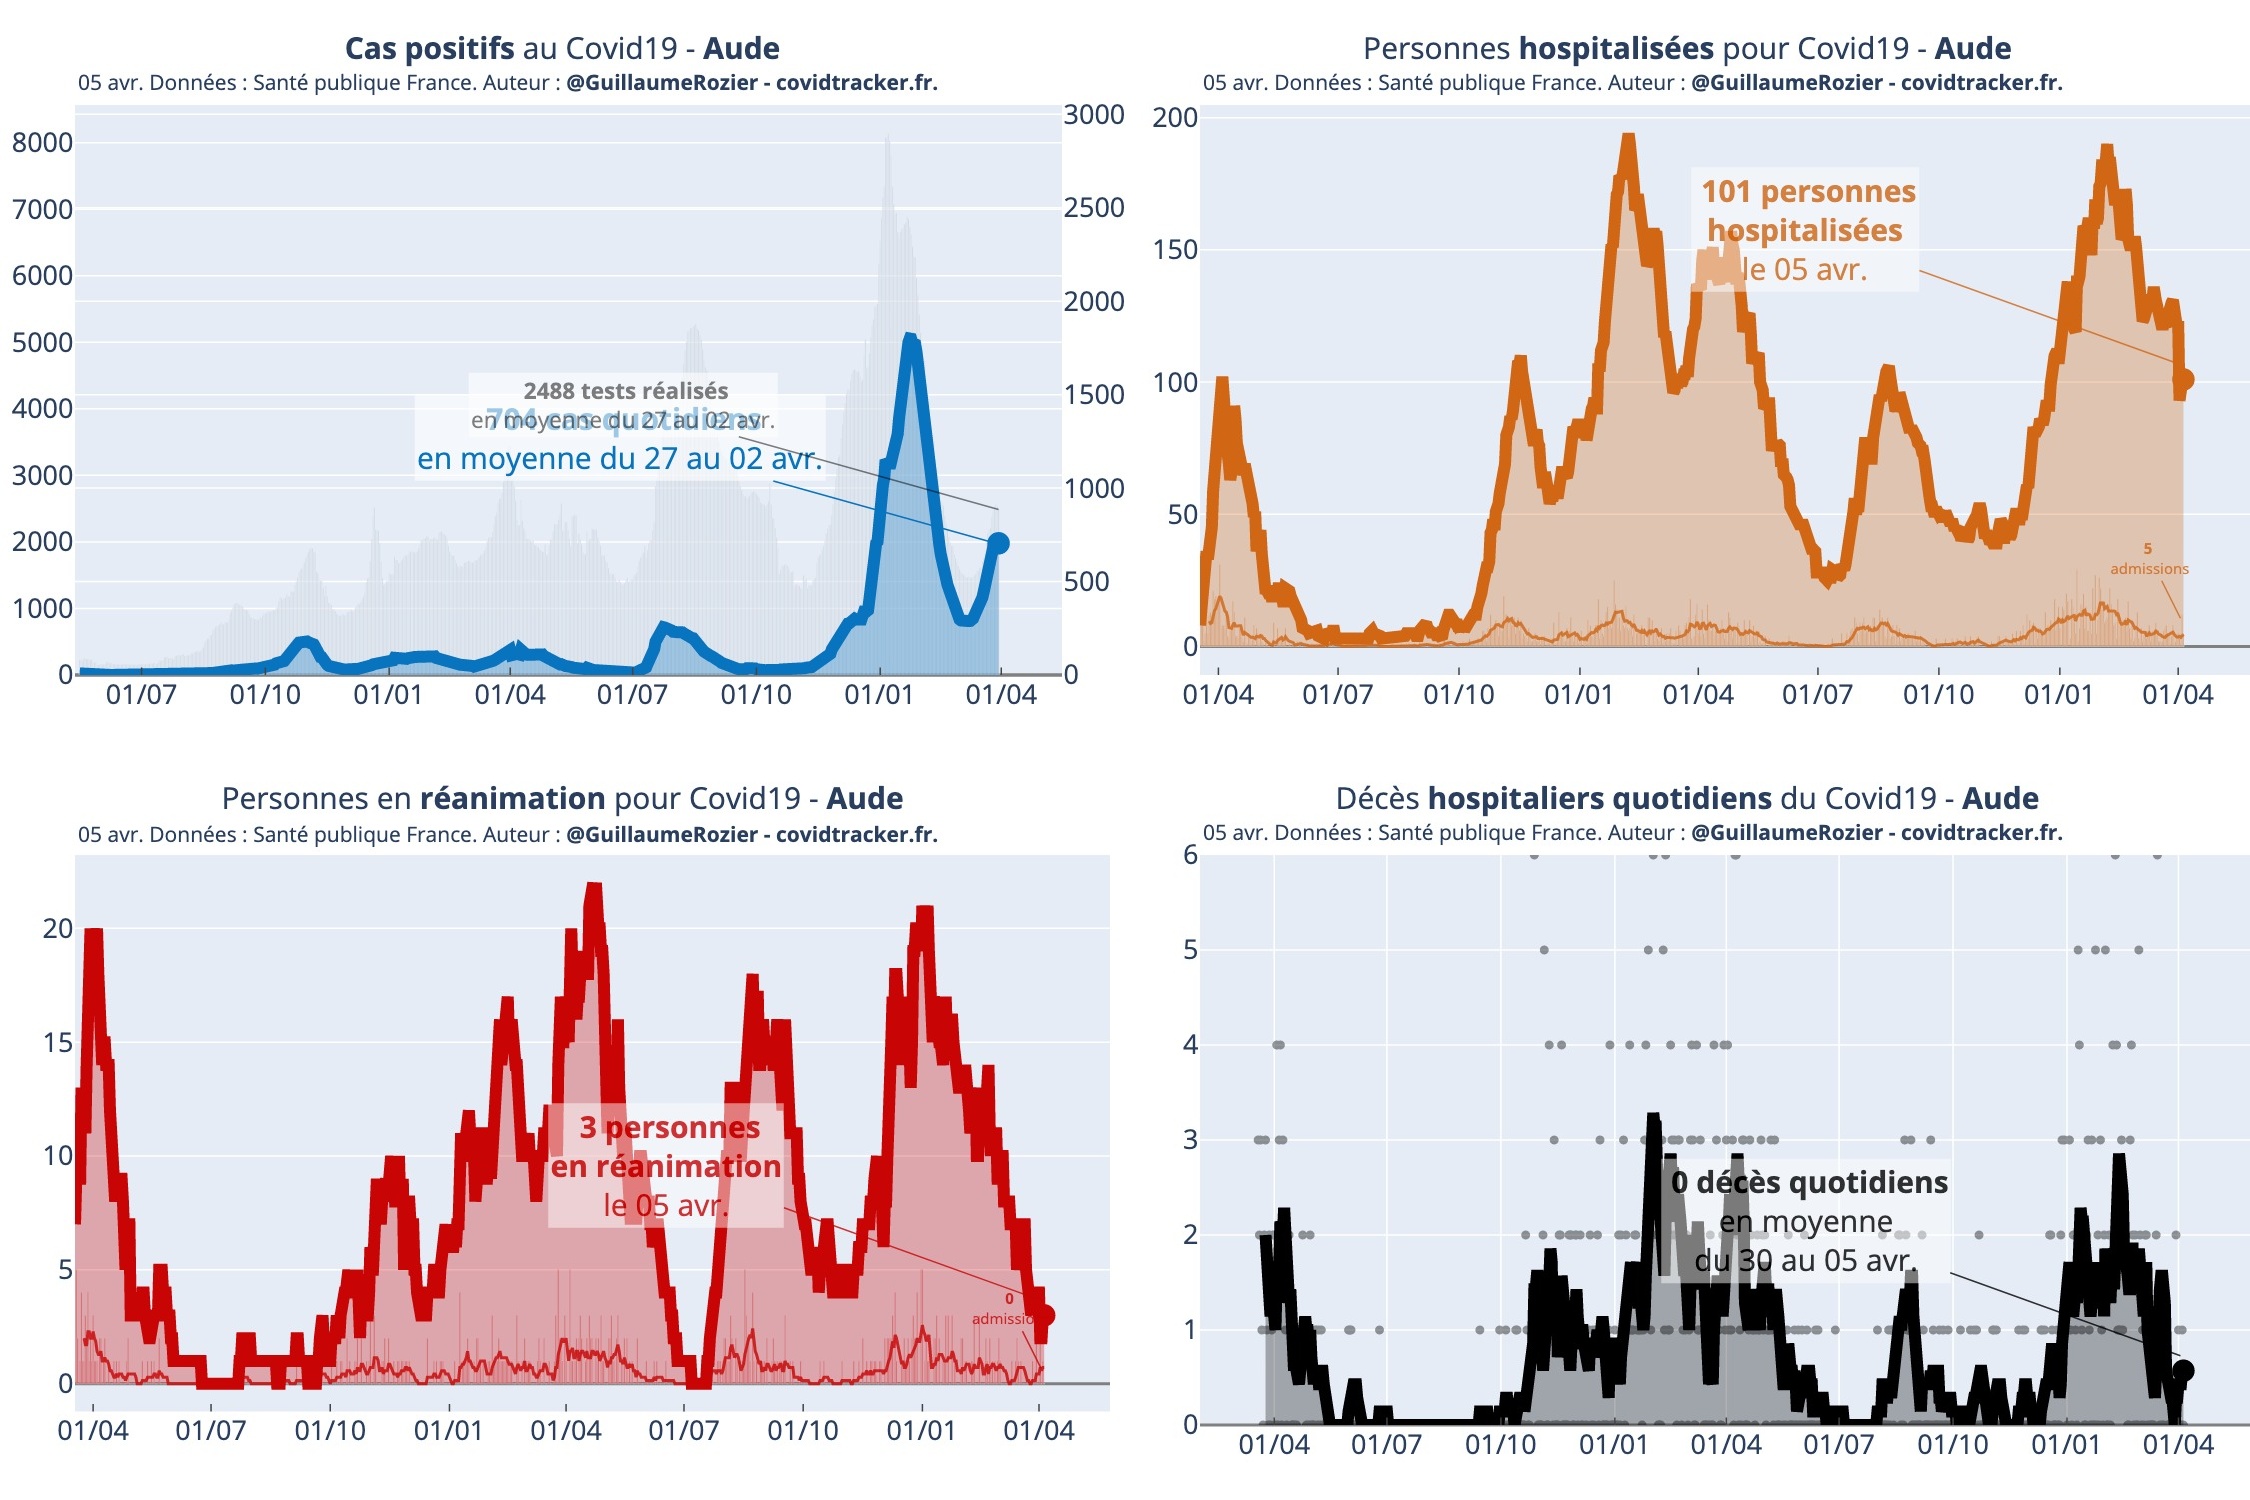 Cas positifs au Covid19 - Aude
05 avr. Données : Santé publique France. Auteur : @GuillaumeRozier - covidtracker.fr.
8000
7000
6000
5000
4000
3000
2000
1000
0
3000
2500
2000
1500
1000
500
0
2488 tests réalisés
en moyenne du 27 au 02 avr.
704 cas quotidiens
en moyenne du 27 au 02 avr.
01/07 01/10 01/01 01/04 01/07 01/10 01/01 01/04
Personnes hospitalisées pour Covid19 - Aude
05 avr. Données : Santé publique France. Auteur : @GuillaumeRozier - covidtracker.fr.
200
150
100
50
0
101 personnes
hospitalisées
le 05 avr.
5
admissions
01/04 01/07 01/10 01/01 01/04 01/07 01/10 01/01 01/04
Personnes en réanimation pour Covid19 - Aude
05 avr. Données : Santé publique France. Auteur : @GuillaumeRozier - covidtracker.fr.
20
15
10
5
0
3 personnes
en réanimation
le 05 avr.
0
admissio
01/04 01/07 01/10 01/01 01/04 01/07 01/10 01/01 01/04
Décès hospitaliers quotidiens du Covid19 - Aude
05 avr. Données : Santé publique France. Auteur : @GuillaumeRozier - covidtracker.fr.
6
5
4
3
2
1
0
0 décès quotidiens
en moyenne
du 30 au 05 avr.
01/04 01/07 01/10 01/01 01/04 01/07 01/10 01/01 01/04